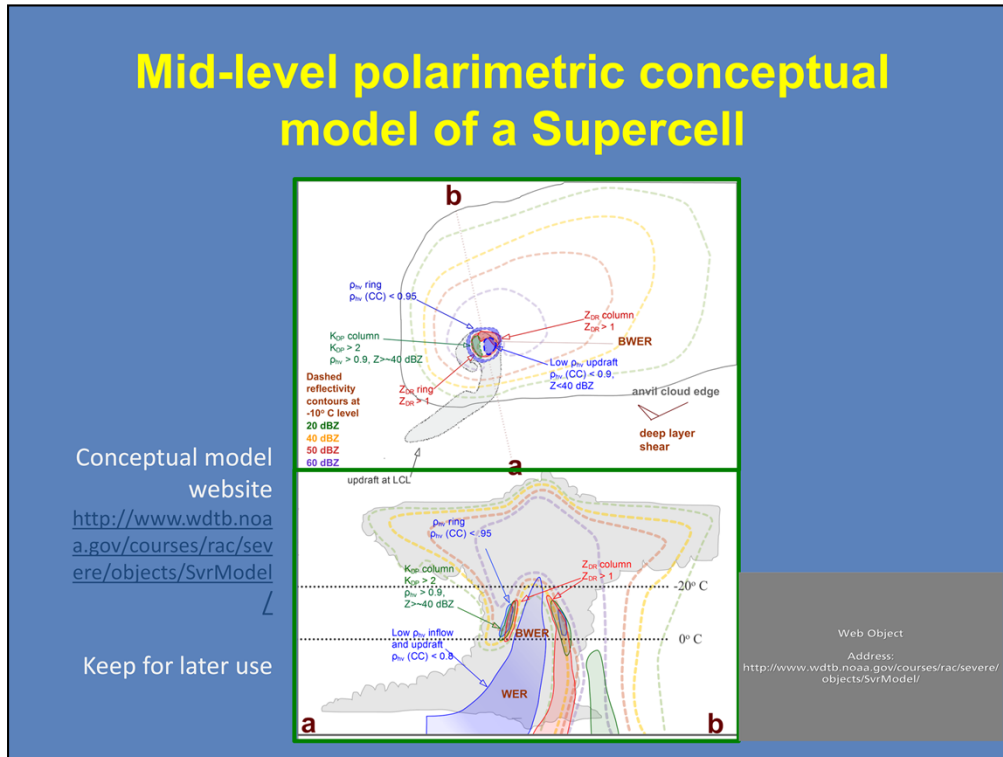 Mid-level polarimetric conceptual
model of a Supercell
b
ρhv ring
ρhv (CC) < 0.95
ZDR column
ZDR > 1
KDP column
KDP > 2
ρhv > 0.9, Z>~40 dBZ
BWER
Low ρhv updraft
ρhv (CC) < 0.9,
Z<40 dBZ
Dashed
reflectivity
contours at
-10° C level
20 dBZ
40 dBZ
50 dBZ
60 dBZ
ZDR ring
ZDR > 1
anvil cloud edge
deep layer
shear
a
updraft at LCL
Conceptual model
website
http://www.wdtb.noa
a.gov/courses/rac/sev
ere/objects/SvrModel
/
Keep for later use
ρhv ring
ρhv (CC) < .95
KDP column
KDP > 2
ρhv > 0.9,
Z>~40 dBZ
ZDR column
ZDR > 1
-20° C
BWER
0° C
Low ρhv inflow
and updraft
ρhv (CC) < 0.8
WER
a
b
Web Object
Address:
http://www.wdtb.noaa.gov/courses/rac/severe/
objects/SvrModel/